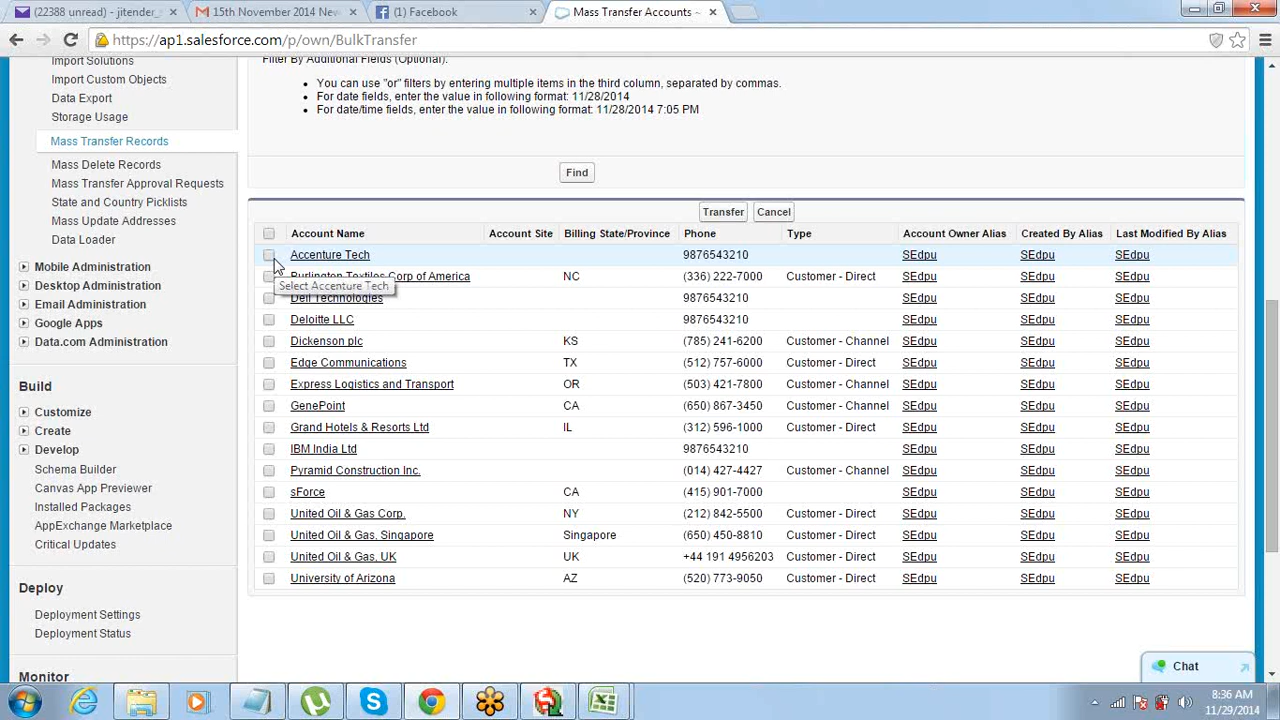 (22388 unread) - jitender_
15th November 2014 Nev
(1) Facebook
Mass Transfer Accounts ~
https://ap1.salesforce.com/p/own/BulkTransfer
Import Solutions
Import Custom Objects
Data Export
Storage Usage
Mass Transfer Records
Mass Delete Records
Mass Transfer Approval Requests
State and Country Picklists
Mass Update Addresses
Data Loader
Mobile Administration
Desktop Administration
Email Administration
Google Apps
Data.com Administration
Build
Customize
Create
Develop
Schema Builder
Canvas App Previewer
Installed Packages
AppExchange Marketplace
Critical Updates
Deploy
Deployment Settings
Deployment Status
Monitor
Filter By Additional Fields (Optional):
• You can use "or" filters by entering multiple items in the third column, separated by commas.
• For date fields, enter the value in following format: 11/28/2014
• For date/time fields, enter the value in following format: 11/28/2014 7:05 PM
Find
Transfer Cancel
Account Name Account Site Billing State/Province Phone Type Account Owner Alias Created By Alias Last Modified By Alias
Accenture Tech 9876543210 SEdpu SEdpu SEdpu
Burlington Textiles Corp of America NC (336) 222-7000 Customer - Direct SEdpu SEdpu SEdpu
Select Accenture Tech
Dell Technologies 9876543210 SEdpu SEdpu SEdpu
Deloitte LLC 9876543210 SEdpu SEdpu SEdpu
Dickenson plc KS (785) 241-6200 Customer - Channel SEdpu SEdpu SEdpu
Edge Communications TX (512) 757-6000 Customer - Direct SEdpu SEdpu SEdpu
Express Logistics and Transport OR (503) 421-7800 Customer - Channel SEdpu SEdpu SEdpu
GenePoint CA (650) 867-3450 Customer - Channel SEdpu SEdpu SEdpu
Grand Hotels & Resorts Ltd IL (312) 596-1000 Customer - Direct SEdpu SEdpu SEdpu
IBM India Ltd 9876543210 SEdpu SEdpu SEdpu
Pyramid Construction Inc. (014) 427-4427 Customer - Channel SEdpu SEdpu SEdpu
sForce CA (415) 901-7000 SEdpu SEdpu SEdpu
United Oil & Gas Corp. NY (212) 842-5500 Customer - Direct SEdpu SEdpu SEdpu
United Oil & Gas, Singapore Singapore (650) 450-8810 Customer - Direct SEdpu SEdpu SEdpu
United Oil & Gas, UK UK +44 191 4956203 Customer - Direct SEdpu SEdpu SEdpu
University of Arizona AZ (520) 773-9050 Customer - Direct SEdpu SEdpu SEdpu
Chat
8:36 AM
11/29/2014